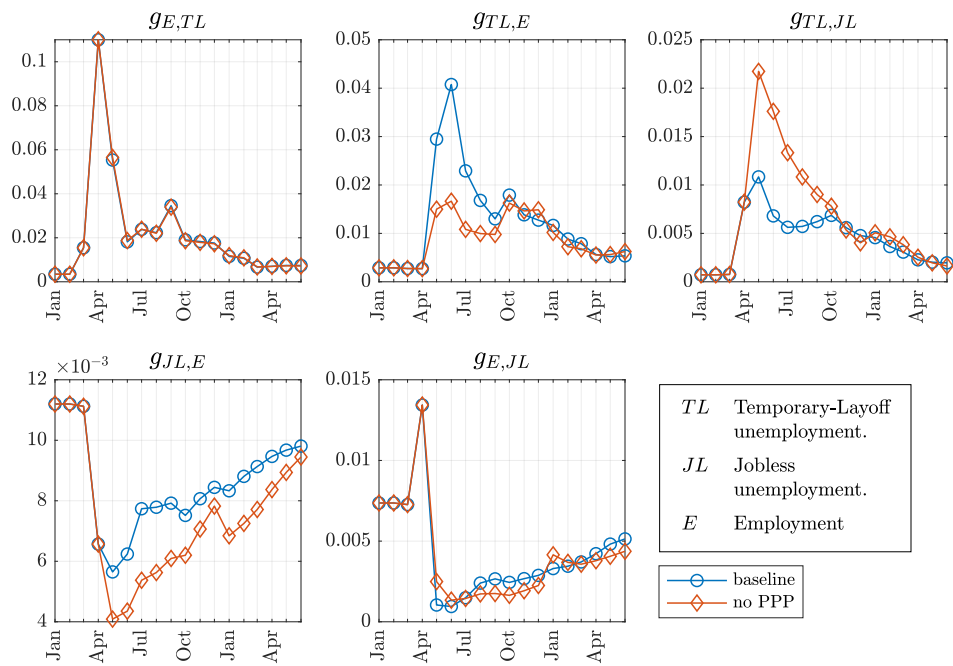 g_{E,TL}
0.1
0.08
0.06
0.04
0.02
0
Jan
Apr
Jul
Oct
Jan
Apr
g_{TL,E}
0.05
0.04
0.03
0.02
0.01
0
Jan
Apr
Jul
Oct
Jan
Apr
g_{TL,JL}
0.025
0.02
0.015
0.01
0.005
0
Jan
Apr
Jul
Oct
Jan
Apr
g_{JL,E}
×10⁻³
12
10
8
6
4
Jan
Apr
Jul
Oct
Jan
Apr
g_{E,JL}
0.015
0.01
0.005
0
Jan
Apr
Jul
Oct
Jan
Apr
TL Temporary-Layoff
unemployment.
JL Jobless
unemployment.
E Employment
baseline
no PPP